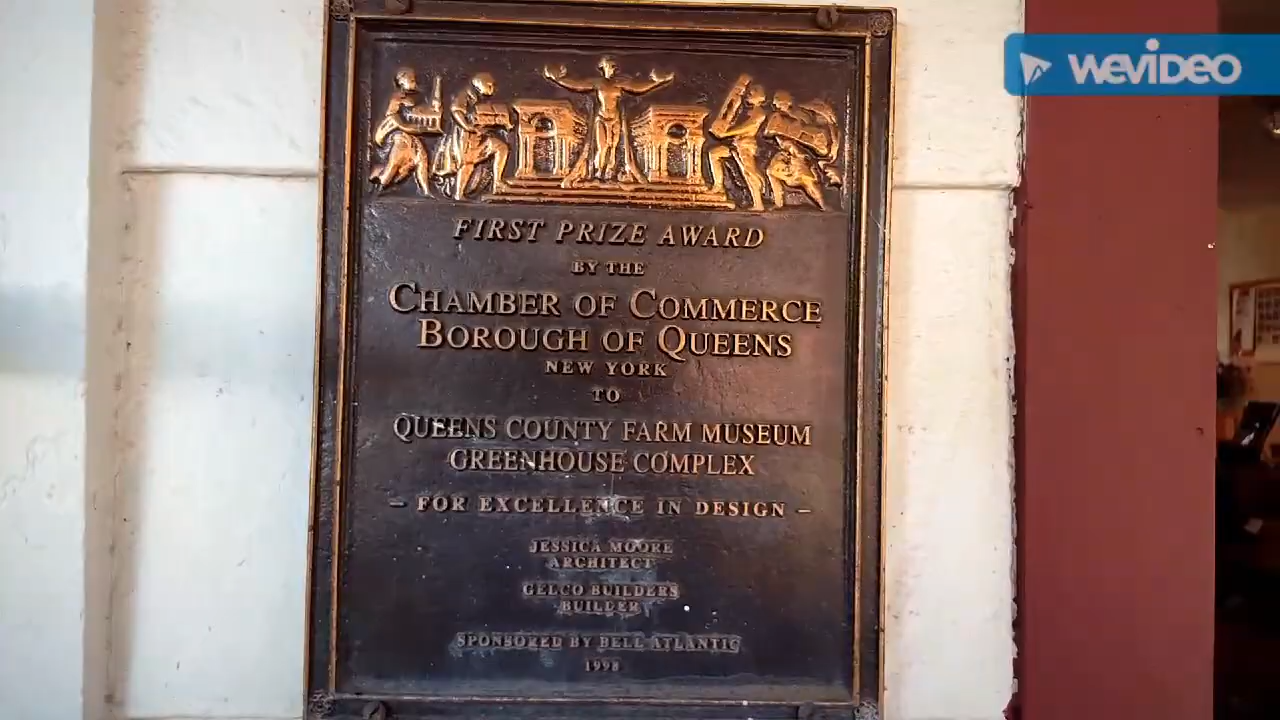 WEVIDEO
FIRST PRIZE AWARD
BY THE
CHAMBER OF COMMERCE
BOROUGH OF QUEENS
NEW YORK
TO
QUEENS COUNTY FARM MUSEUM
GREENHOUSE COMPLEX
– FOR EXCELLENCE IN DESIGN –
JESSICA MOORE
ARCHITECT
GELCO BUILDERS
BUILDER
SPONSORED BY BELL ATLANTIC
1998